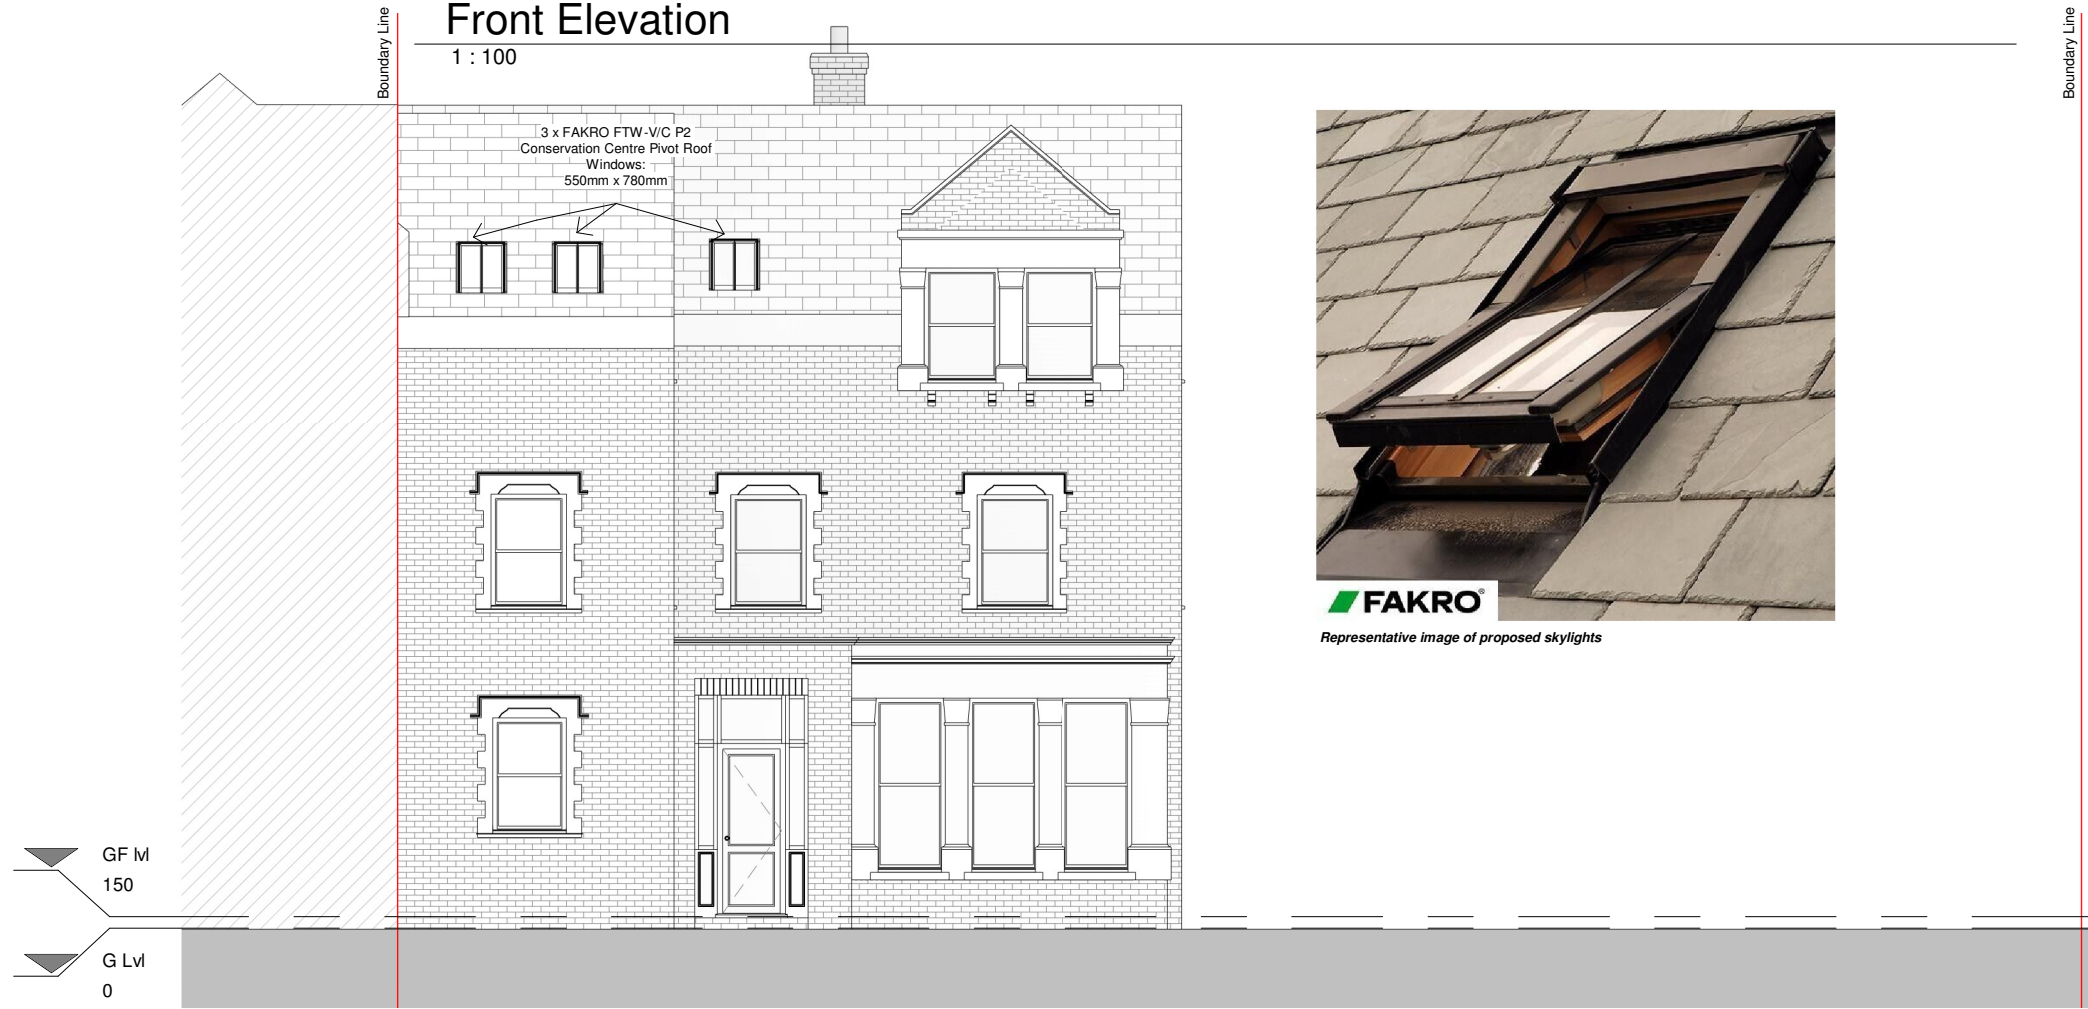 Front Elevation
1 : 100
Boundary Line
Boundary Line
3 x FAKRO FTW-V/C P2
Conservation Centre Pivot Roof
Windows:
550mm x 780mm
FAKRO®
Representative image of proposed skylights
GF lvl
150
G Lvl
0